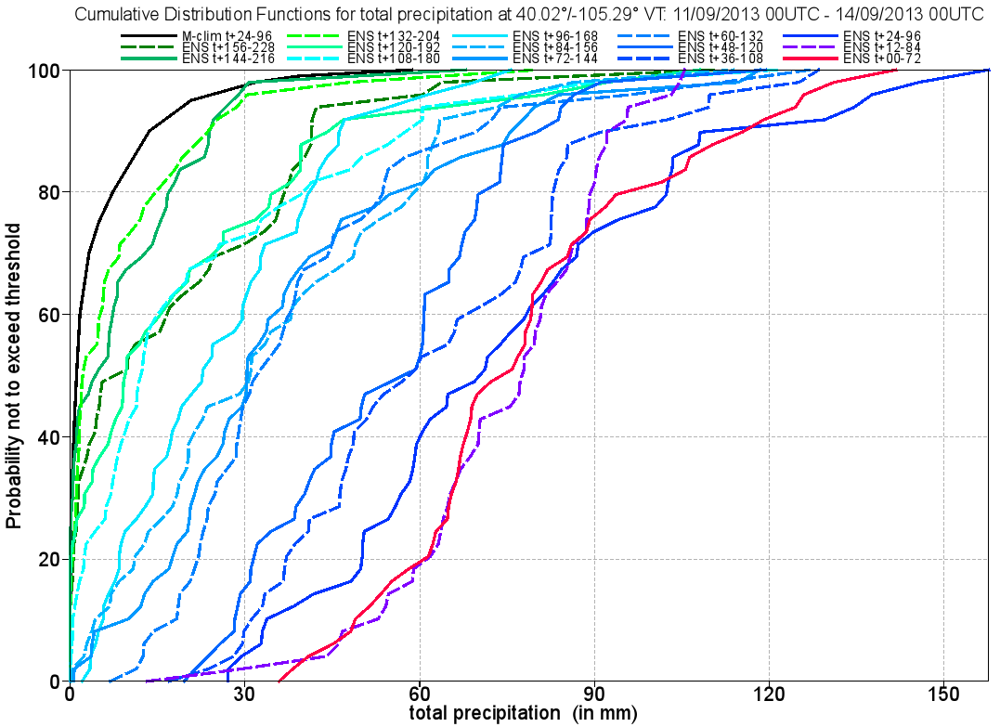 Cumulative Distribution Functions for total precipitation at 40.02°/-105.29° VT: 11/09/2013 00UTC - 14/09/2013 00UTC
M-clim t+24-96 ENS t+132-204 ENS t+96-168 ENS t+60-132 ENS t+24-96
ENS t+156-228 ENS t+120-192 ENS t+84-156 ENS t+48-120 ENS t+12-84
ENS t+144-216 ENS t+108-180 ENS t+72-144 ENS t+36-108 ENS t+00-72
100
80
60
40
20
0
Probability not to exceed threshold
0 30 60 90 120 150
total precipitation (in mm)